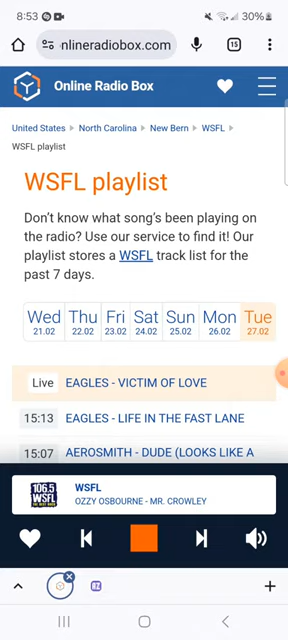 8:53
30%
nlineradiobox.com
15
Online Radio Box
United States North Carolina New Bern WSFL
WSFL playlist
WSFL playlist
Don't know what song's been playing on
the radio? Use our service to find it! Our
playlist stores a WSFL track list for the
past 7 days.
Wed Thu Fri Sat Sun Mon Tue
21.02 22.02 23.02 24.02 25.02 26.02 27.02
Live EAGLES - VICTIM OF LOVE
15:13 EAGLES - LIFE IN THE FAST LANE
15:07 AEROSMITH - DUDE (LOOKS LIKE A
106.5
WSFL
WSFL
OZZY OSBOURNE - MR. CROWLEY